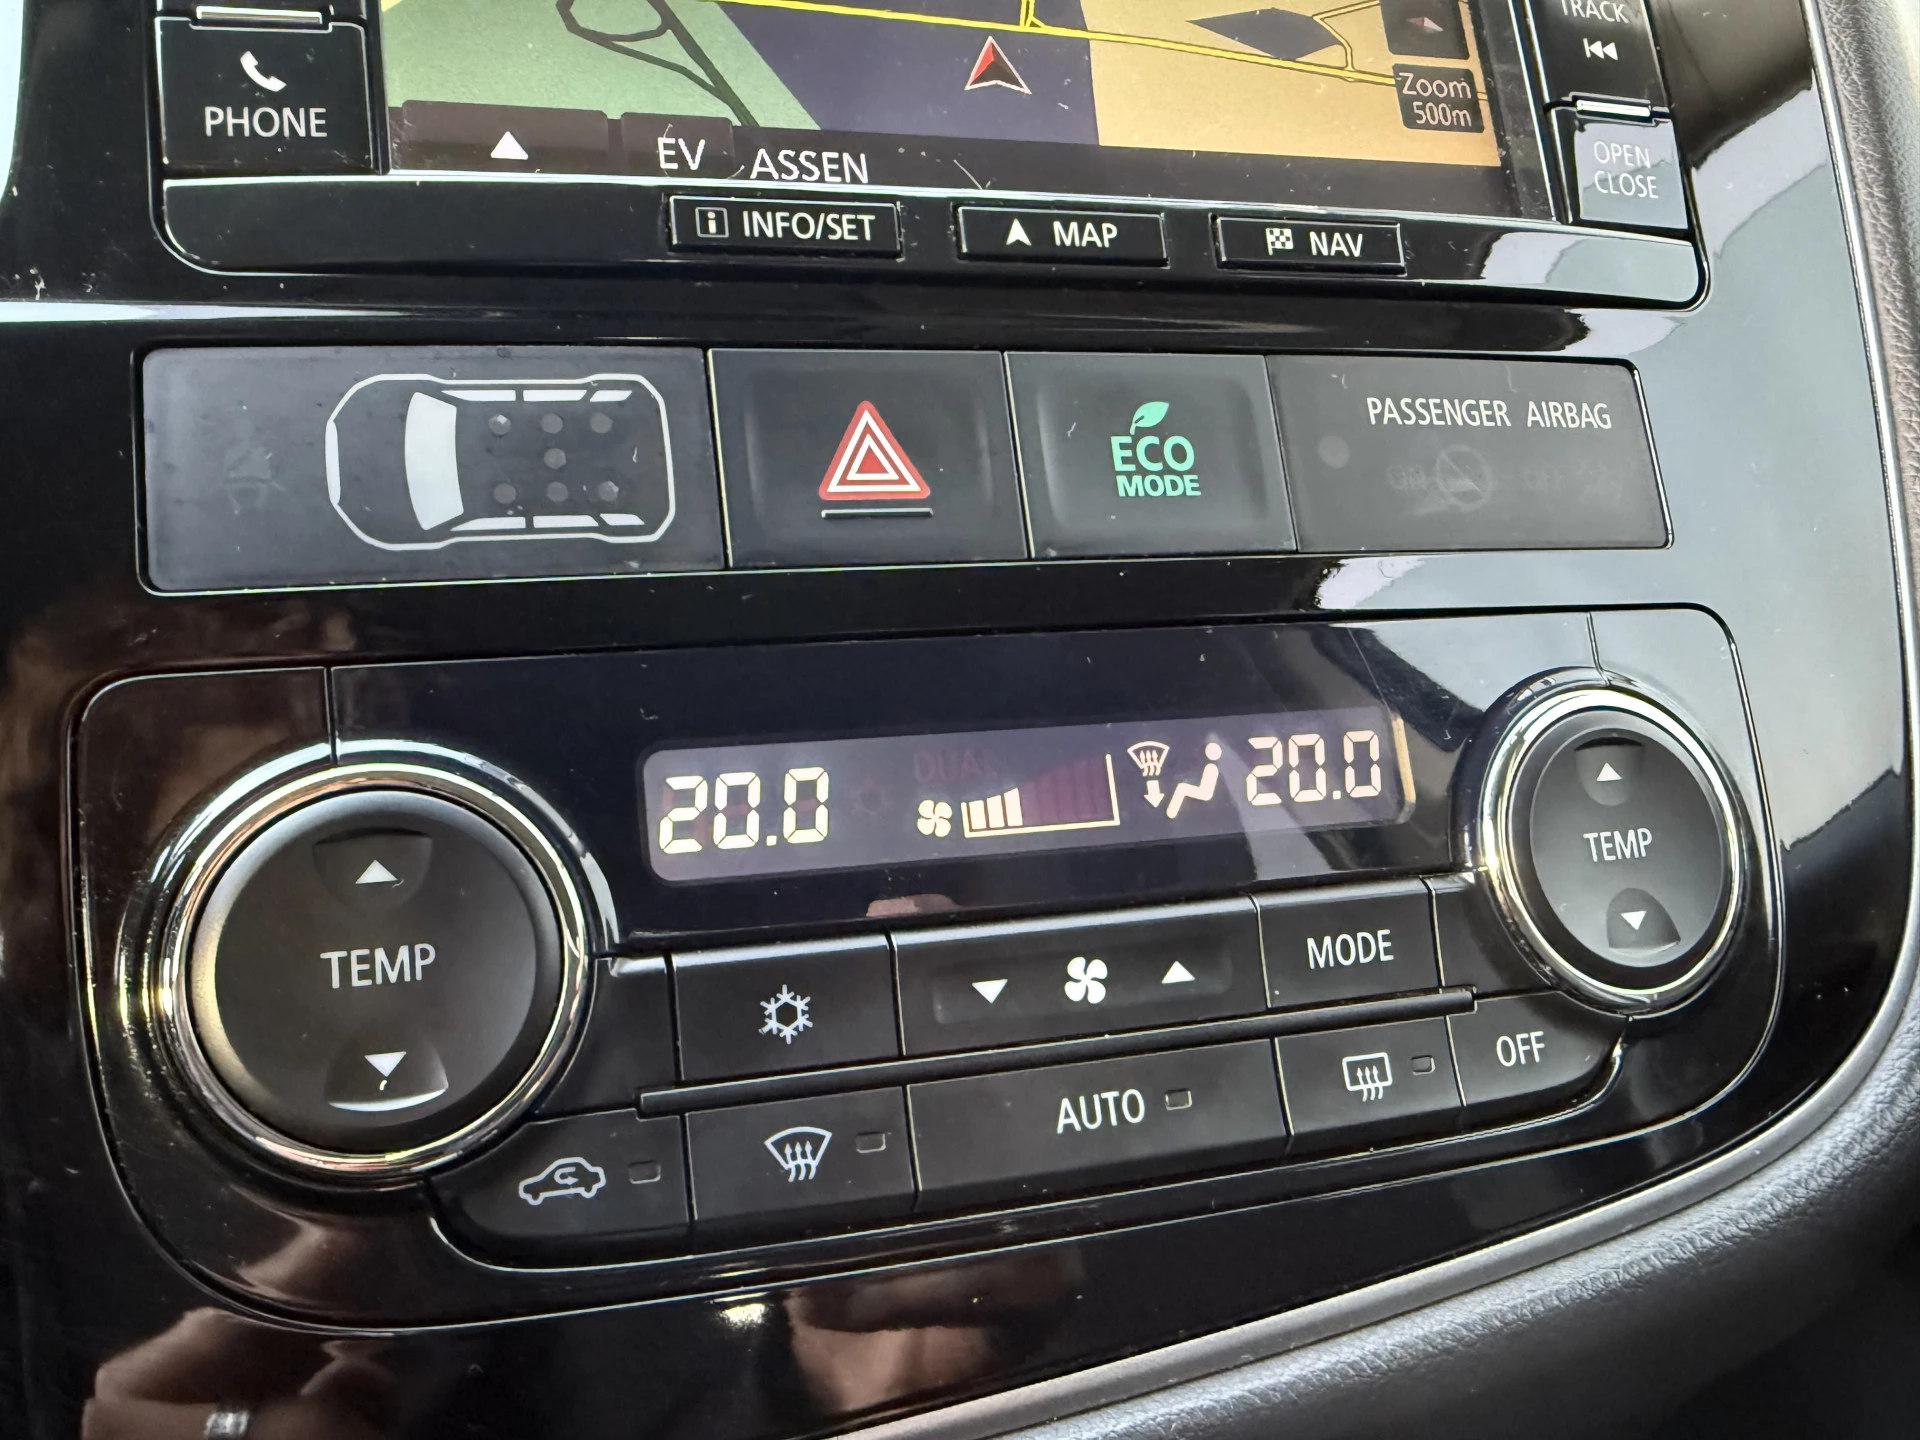 TRACK
PHONE
Zoom
500m
EV
ASSEN
OPEN
CLOSE
INFO/SET
MAP
NAV
ECO
MODE
PASSENGER AIRBAG
DUAL
20.0
20.0
TEMP
TEMP
MODE
AUTO
OFF